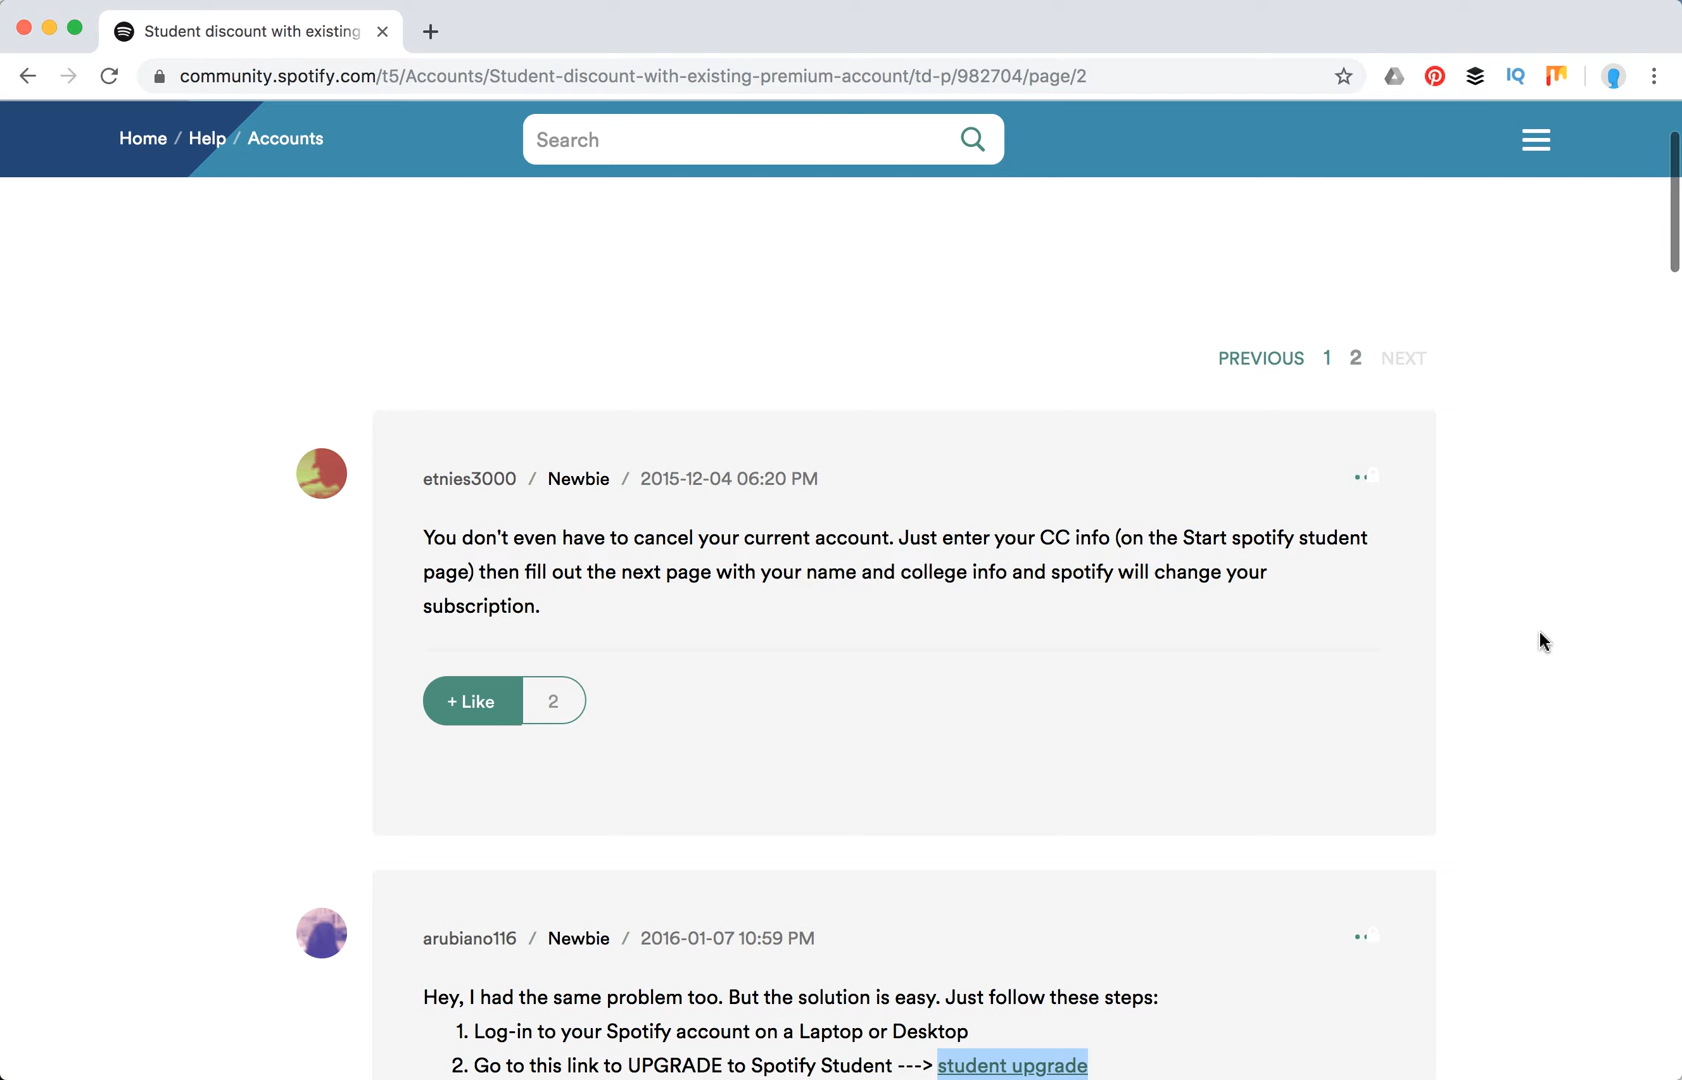 Student discount with existing
community.spotify.com/t5/Accounts/Student-discount-with-existing-premium-account/td-p/982704/page/2
IQ
Home / Help / Accounts
Search
PREVIOUS 1 2 NEXT
etnies3000 / Newbie / 2015-12-04 06:20 PM
You don't even have to cancel your current account. Just enter your CC info (on the Start spotify student
page) then fill out the next page with your name and college info and spotify will change your
subscription.
+ Like 2
arubiano116 / Newbie / 2016-01-07 10:59 PM
Hey, I had the same problem too. But the solution is easy. Just follow these steps:
1. Log-in to your Spotify account on a Laptop or Desktop
2. Go to this link to UPGRADE to Spotify Student ---> student upgrade